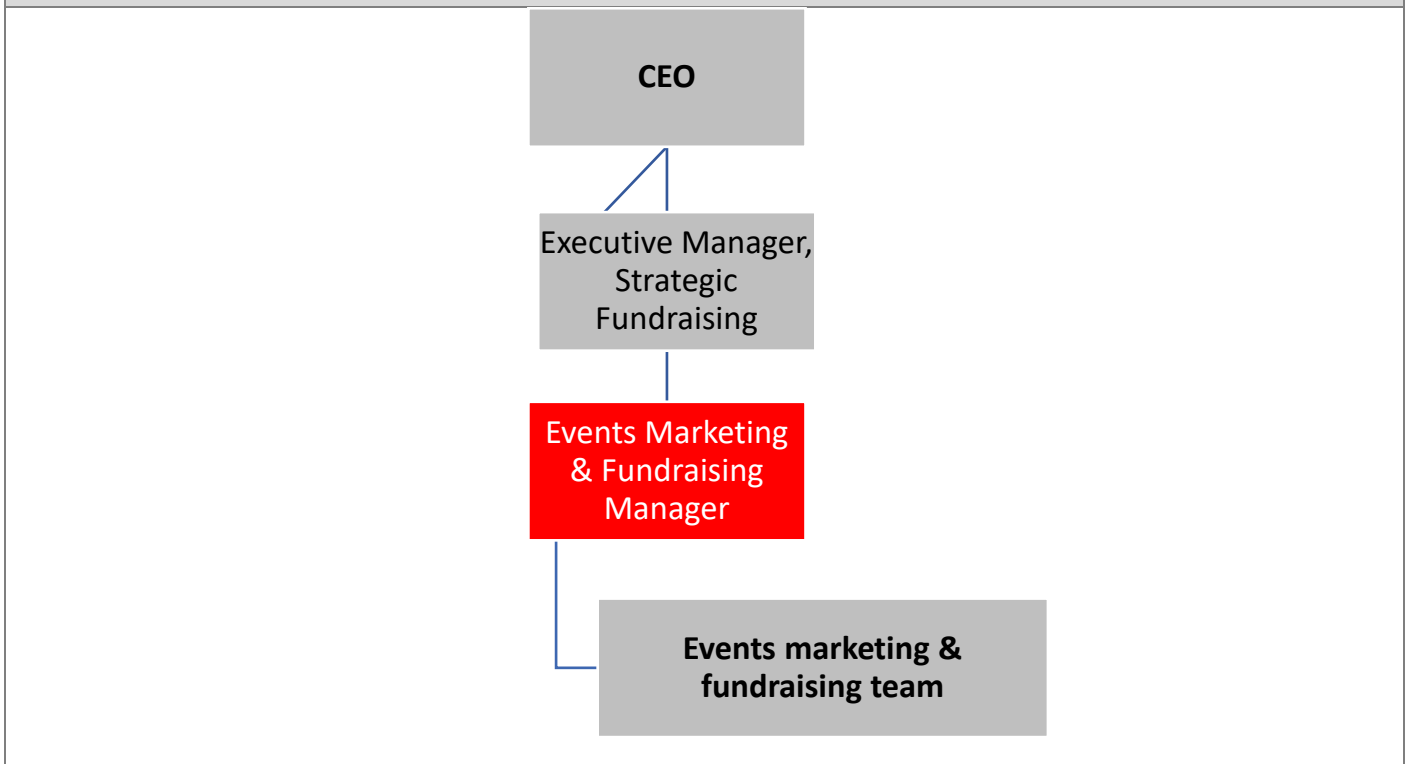 CEO
Executive Manager,
Strategic
Fundraising
Events Marketing
& Fundraising
Manager
Events marketing &
fundraising team